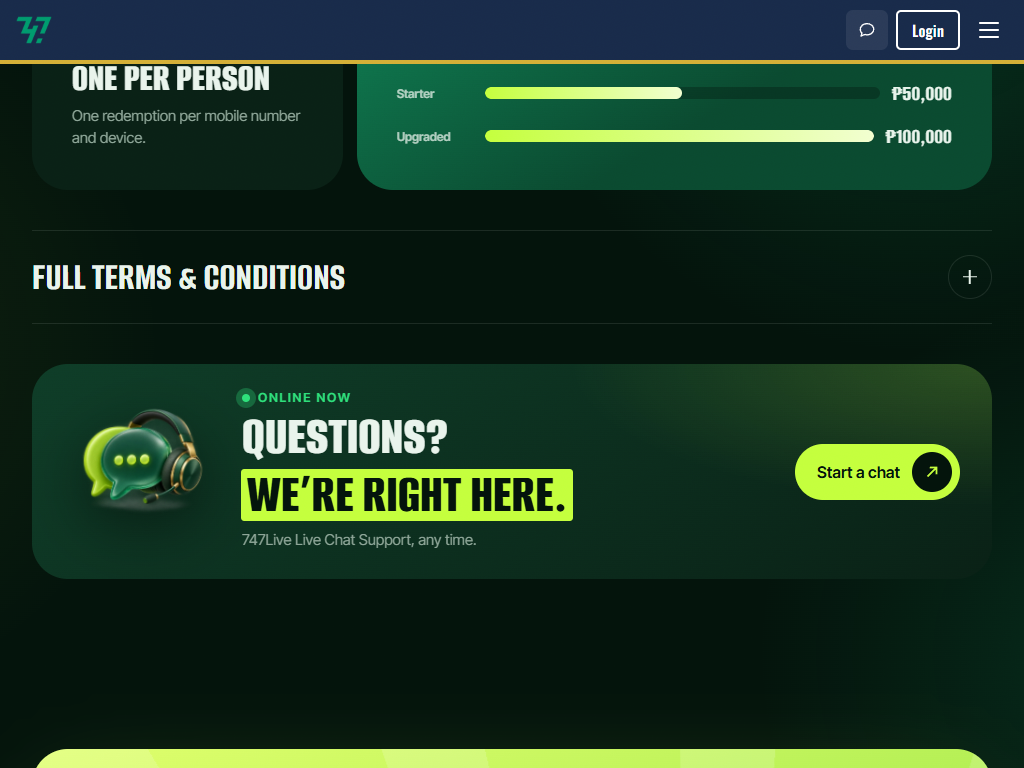 747
Login
ONE PER PERSON
One redemption per mobile number
and device.
Starter
₱50,000
Upgraded
₱100,000
FULL TERMS & CONDITIONS
ONLINE NOW
QUESTIONS?
WE’RE RIGHT HERE.
747Live Live Chat Support, any time.
Start a chat